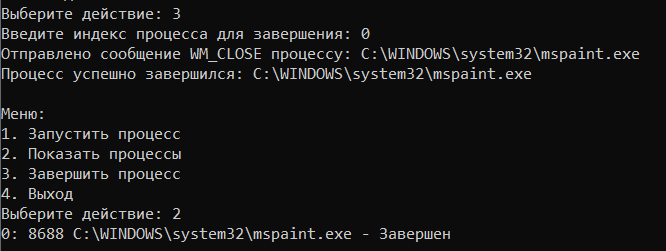 Выберите действие: 3
Введите индекс процесса для завершения: 0
Отправлено сообщение WM_CLOSE процессу: C:\WINDOWS\system32\mspaint.exe
Процесс успешно завершился: C:\WINDOWS\system32\mspaint.exe
Меню:
1. Запустить процесс
2. Показать процессы
3. Завершить процесс
4. Выход
Выберите действие: 2
0: 8688 C:\WINDOWS\system32\mspaint.exe - Завершен